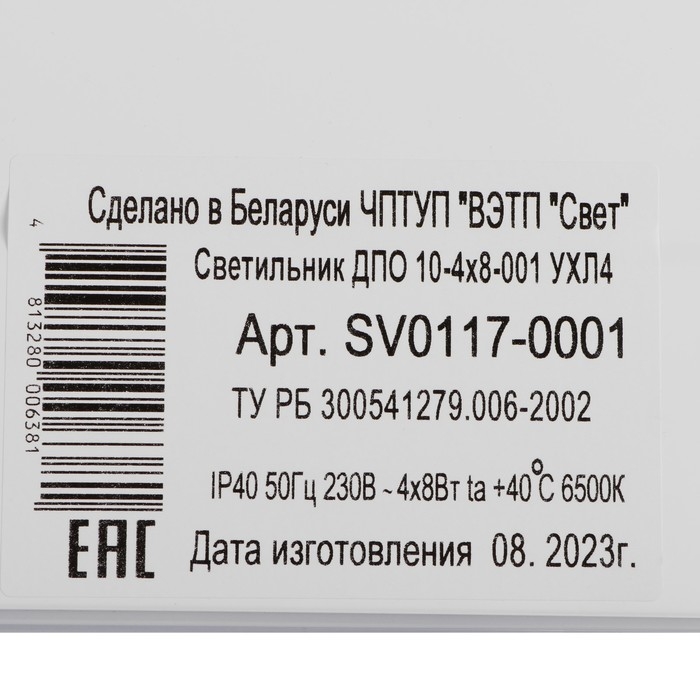 Сделано в Беларуси ЧПТУП "ВЭТП "Свет"
Светильник ДПО 10-4х8-001 УХЛ4
Арт. SV0117-0001
ТУ РБ 300541279.006-2002
IP40 50Гц 230В ~ 4х8Вт ta +40°С 6500К
Дата изготовления 08. 2023г.
4 813280 006381
EAC